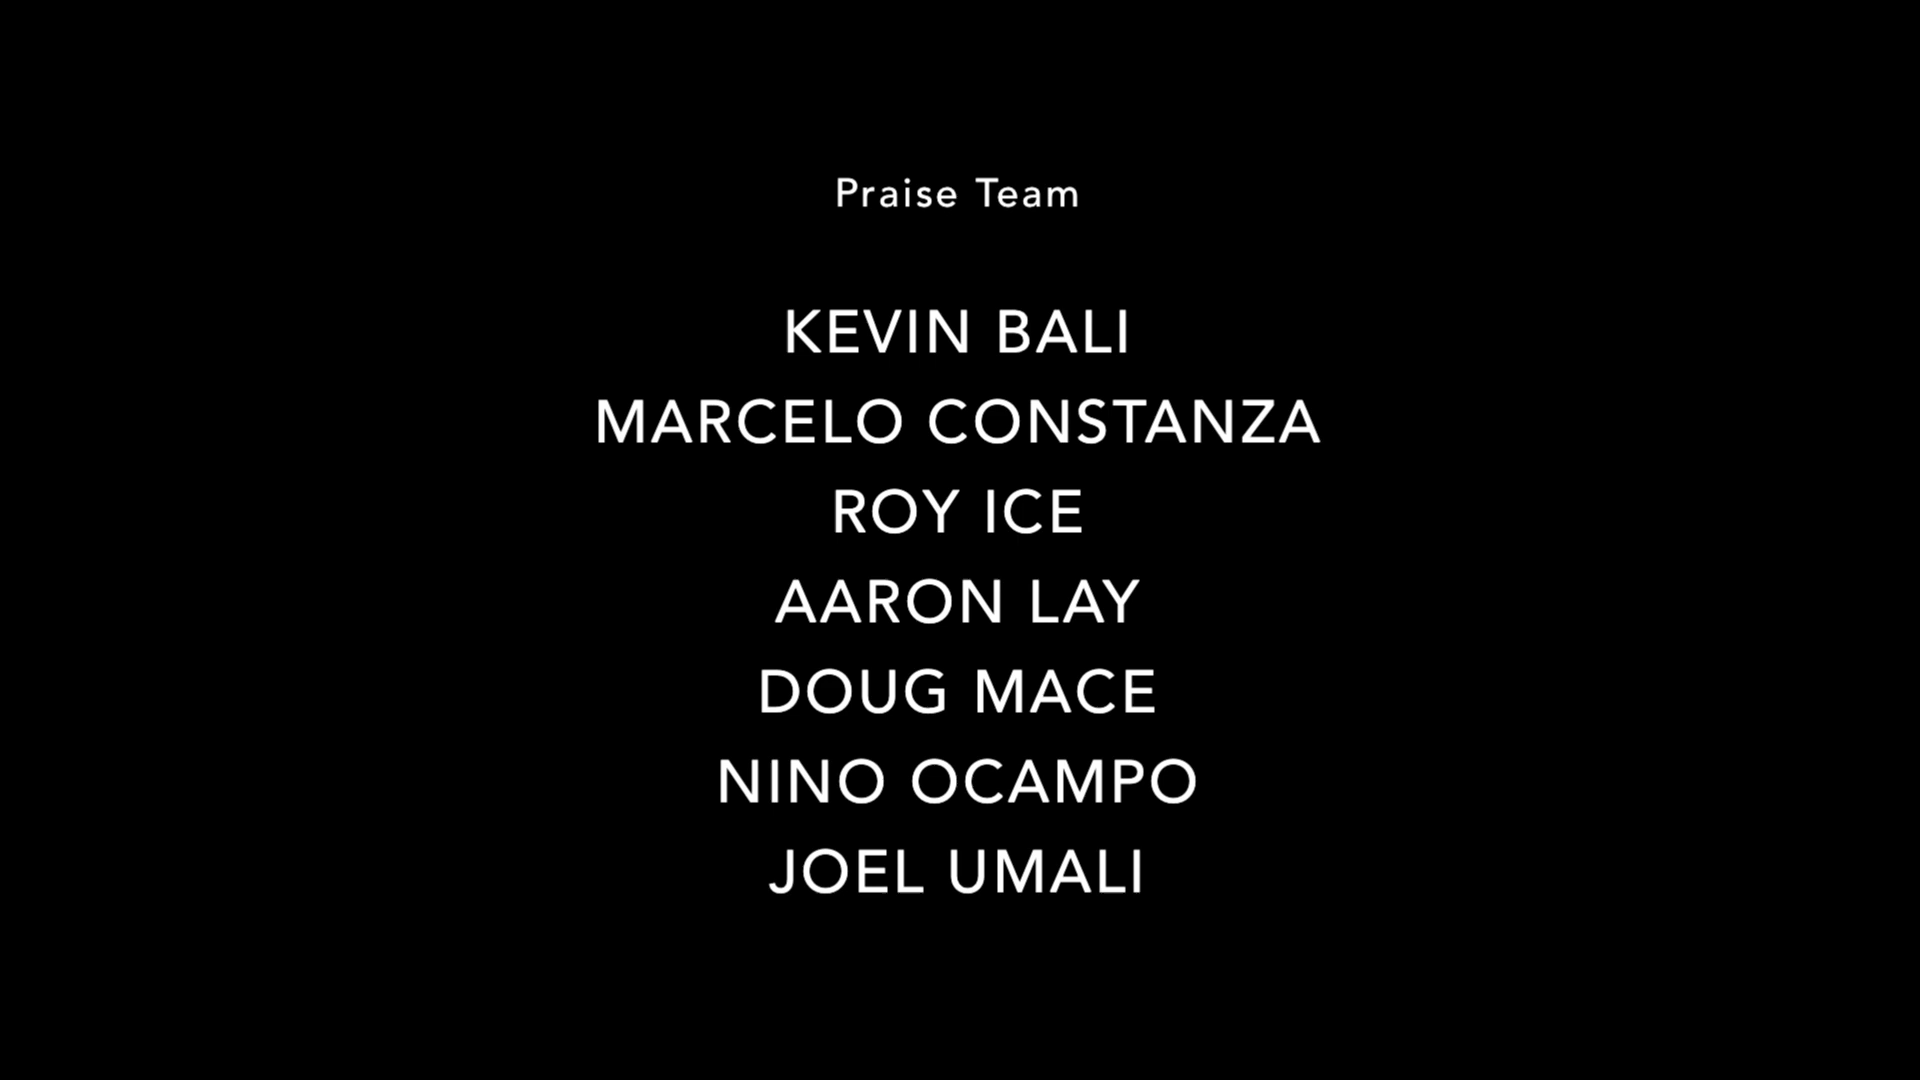 Praise Team
KEVIN BALI
MARCELO CONSTANZA
ROY ICE
AARON LAY
DOUG MACE
NINO OCAMPO
JOEL UMALI